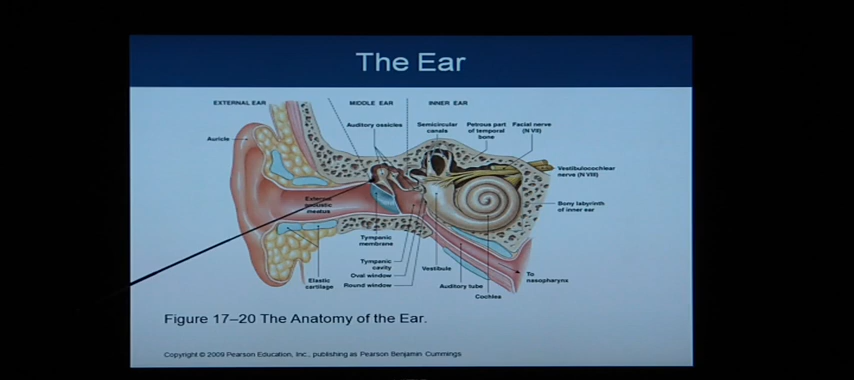 The Ear
EXTERNAL EAR
MIDDLE EAR
INNER EAR
Auditory ossicles
Semicircular
canals
Petrous part
of temporal
bone
Facial nerve
(N VII)
Auricle
Vestibulocochlear
nerve (N VIII)
External
acoustic
meatus
Bony labyrinth
of inner ear
Tympanic
membrane
Tympanic
cavity
Oval window
Round window
Elastic
cartilage
Vestibule
Auditory tube
Cochlea
To
nasopharynx
Figure 17–20 The Anatomy of the Ear.
Copyright © 2009 Pearson Education, Inc., publishing as Pearson Benjamin Cummings